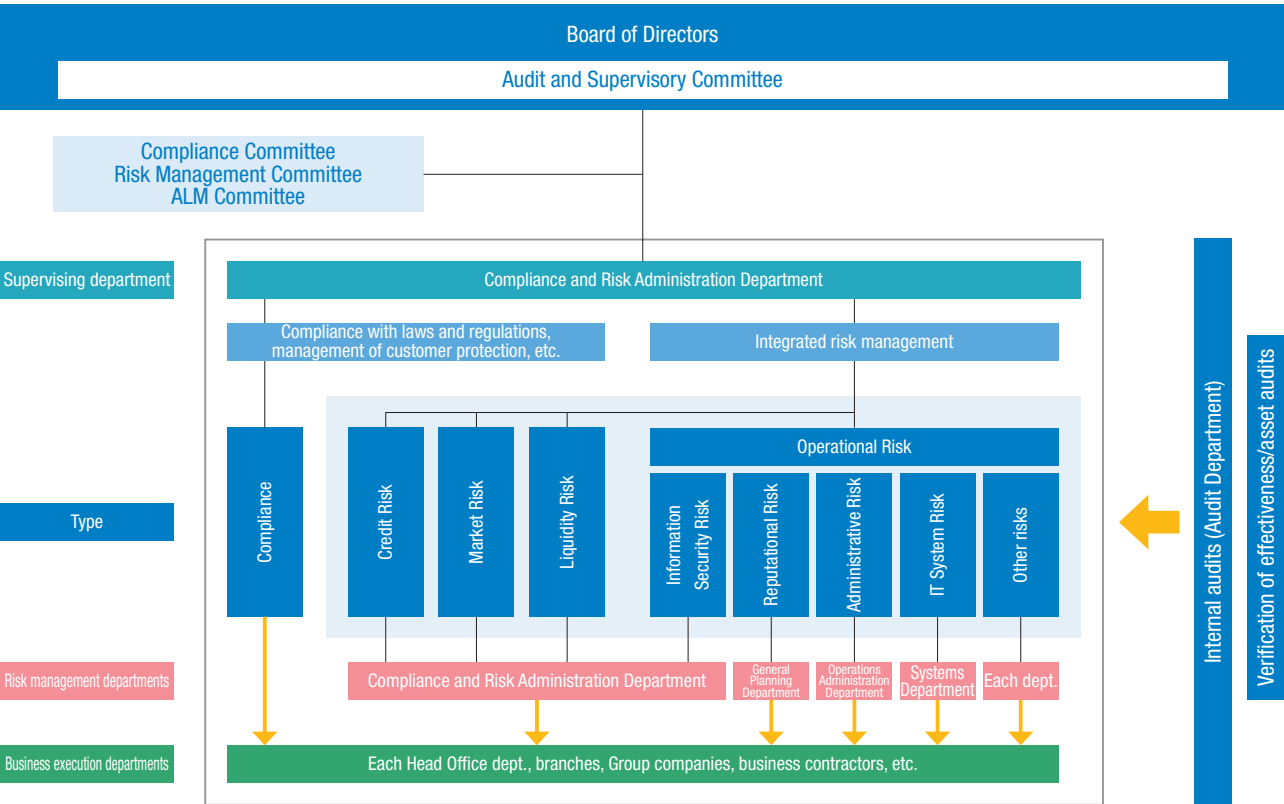 Board of Directors
Audit and Supervisory Committee
Compliance Committee
Risk Management Committee
ALM Committee
Supervising department
Compliance and Risk Administration Department
Compliance with laws and regulations,
management of customer protection, etc.
Integrated risk management
Operational Risk
Type
Compliance
Credit Risk
Market Risk
Liquidity Risk
Information
Security Risk
Reputational Risk
Administrative Risk
IT System Risk
Other risks
Risk management departments
Compliance and Risk Administration Department
General
Planning
Department
Operations
Administration
Department
Systems
Department
Each dept.
Business execution departments
Each Head Office dept., branches, Group companies, business contractors, etc.
Internal audits (Audit Department)
Verification of effectiveness/asset audits